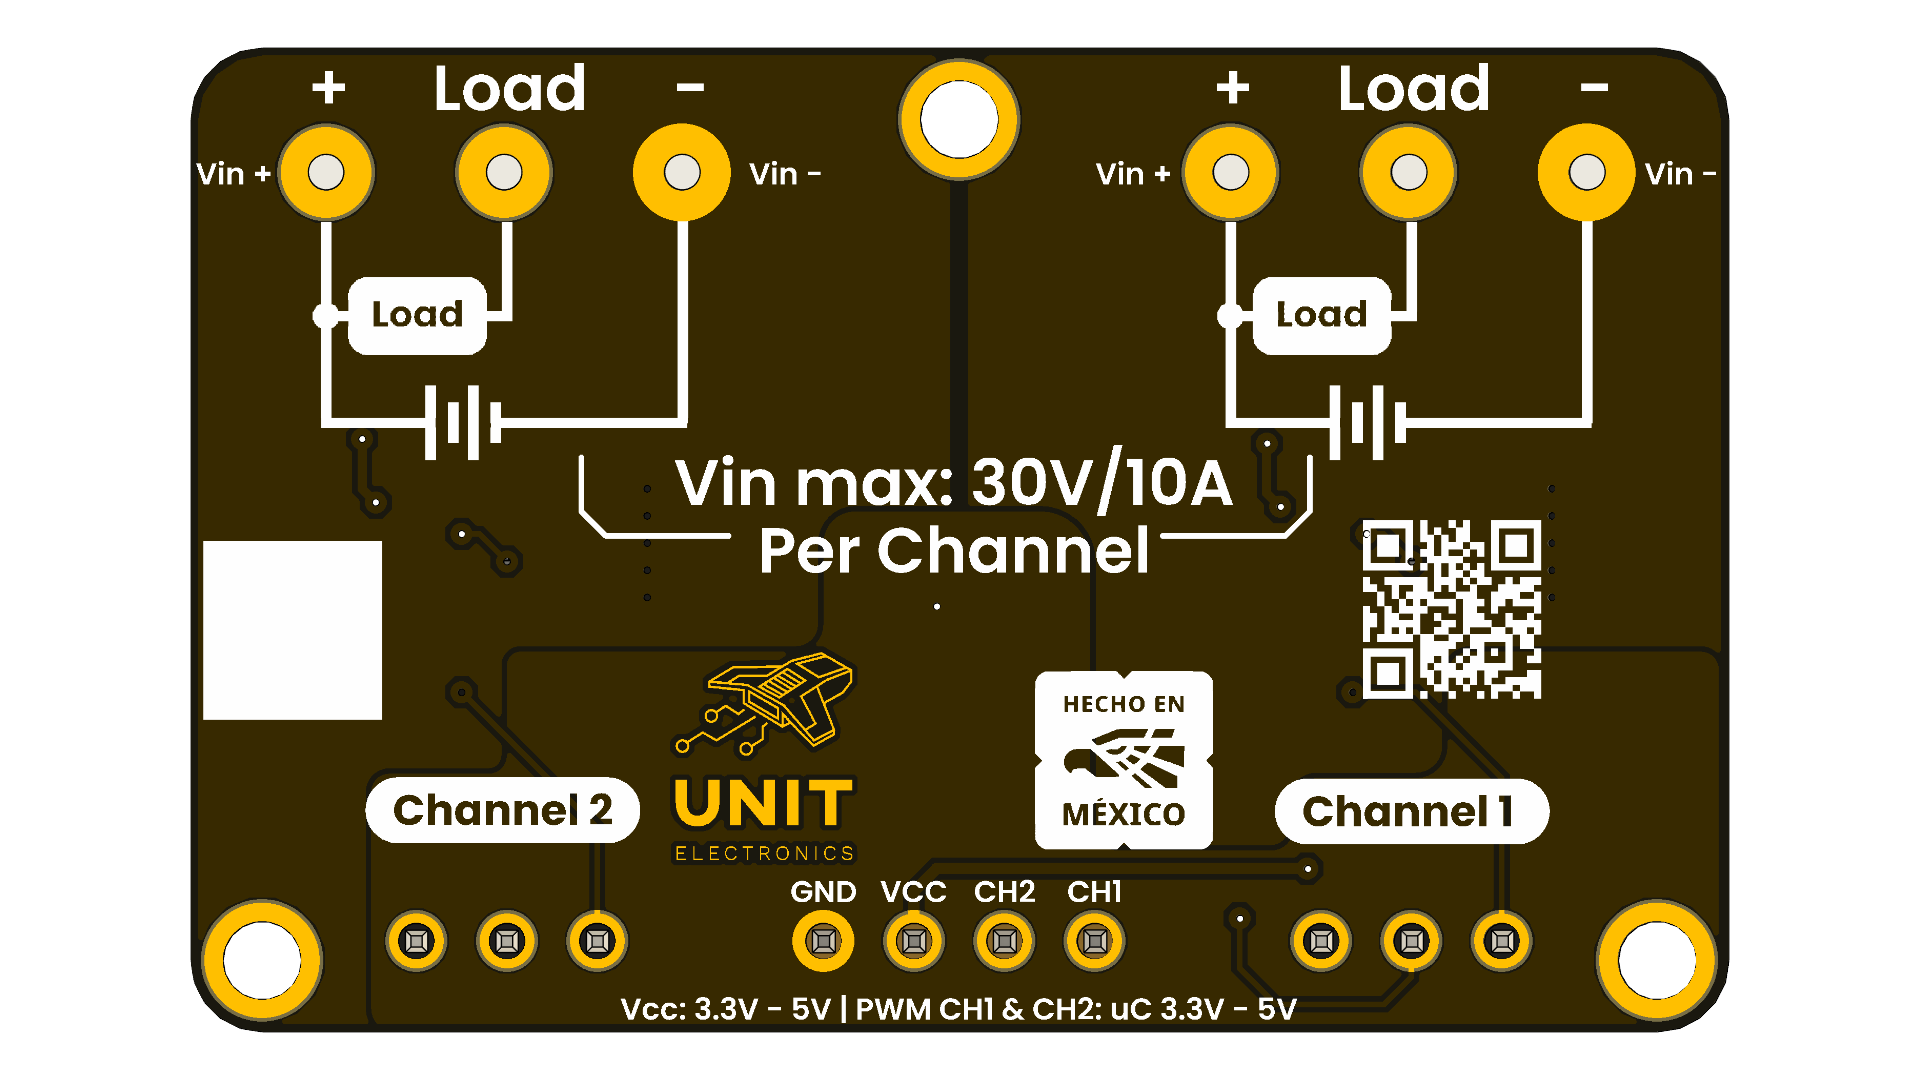 + Load -
+ Load -
Vin +
Vin -
Vin +
Vin -
Load
Load
Vin max: 30V/10A
Per Channel
HECHO EN
MÉXICO
UNIT
ELECTRONICS
Channel 2
Channel 1
GND VCC CH2 CH1
Vcc: 3.3V - 5V | PWM CH1 & CH2: uC 3.3V - 5V